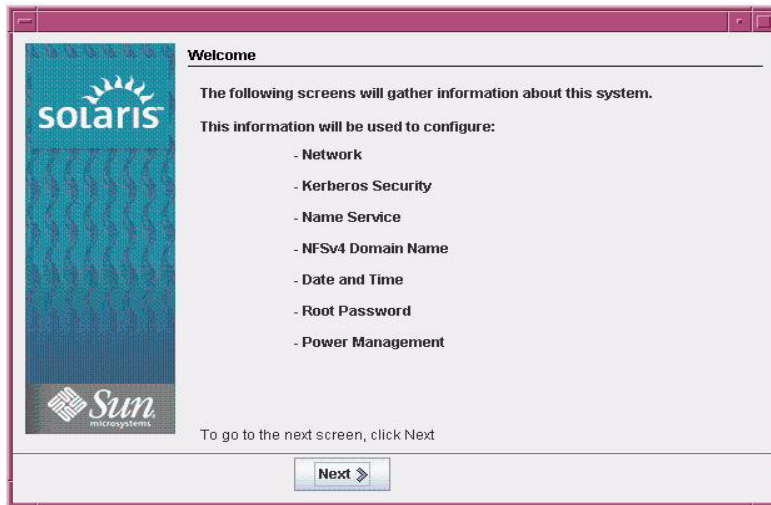 Welcome
solaris™
The following screens will gather information about this system.
This information will be used to configure:
- Network
- Kerberos Security
- Name Service
- NFSv4 Domain Name
- Date and Time
- Root Password
- Power Management
Sun
microsystems
To go to the next screen, click Next
Next